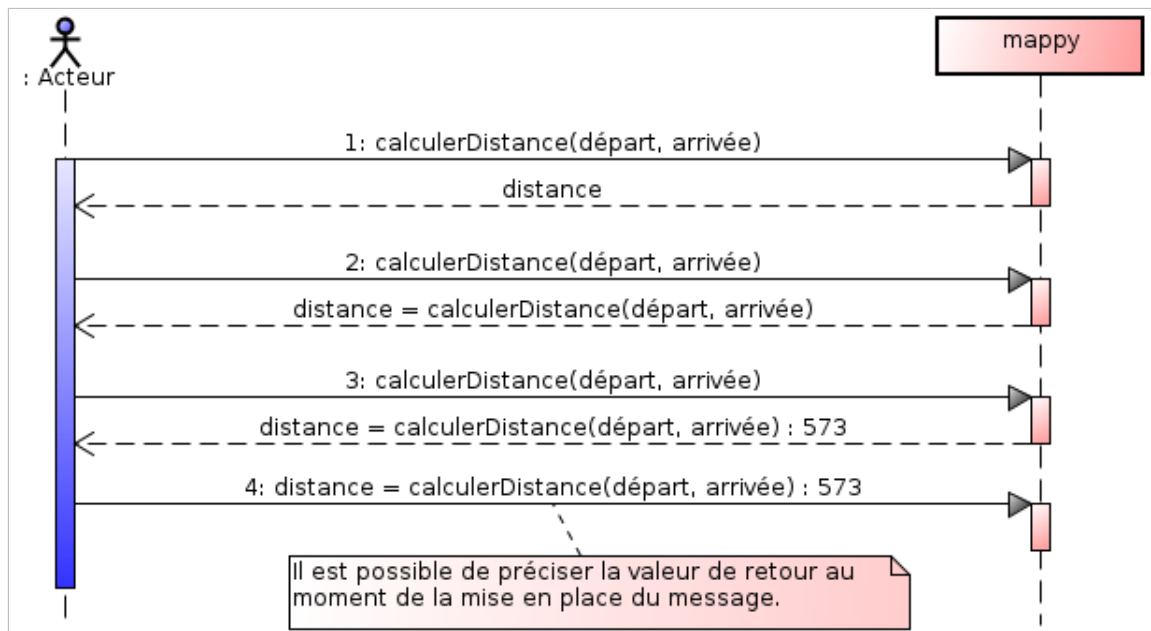 : Acteur
mappy
1: calculerDistance(départ, arrivée)
distance
2: calculerDistance(départ, arrivée)
distance = calculerDistance(départ, arrivée)
3: calculerDistance(départ, arrivée)
distance = calculerDistance(départ, arrivée) : 573
4: distance = calculerDistance(départ, arrivée) : 573
Il est possible de préciser la valeur de retour au
moment de la mise en place du message.